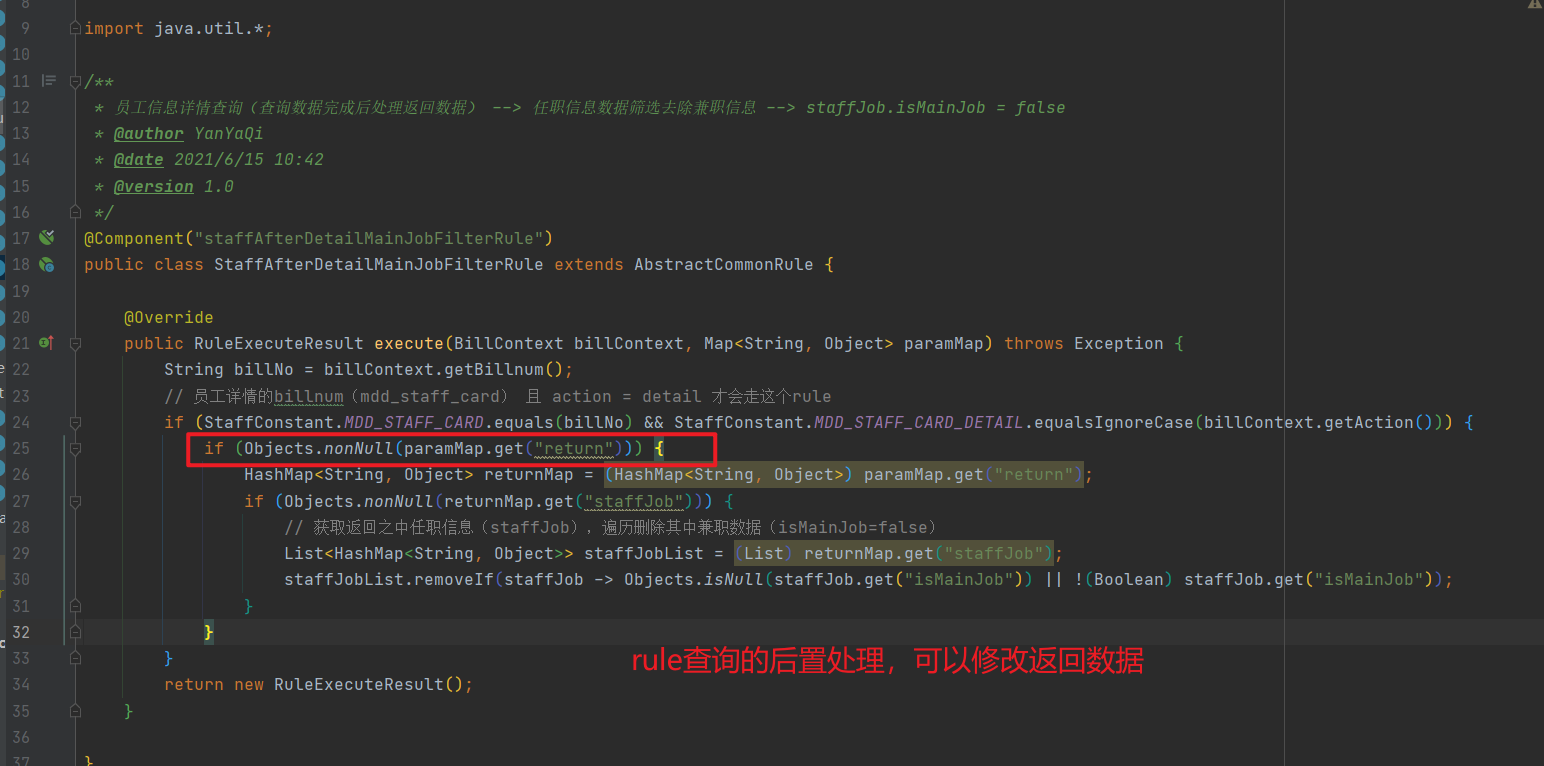 8
9 import java.util.*;
10
11 /**
12 * 员工信息详情查询（查询数据完成后处理返回数据） --> 任职信息数据筛选去除兼职信息 --> staffJob.isMainJob = false
13 * @author YanYaQi
14 * @date 2021/6/15 10:42
15 * @version 1.0
16 */
17 @Component("staffAfterDetailMainJobFilterRule")
18 public class StaffAfterDetailMainJobFilterRule extends AbstractCommonRule {
19
20 @Override
21 public RuleExecuteResult execute(BillContext billContext, Map<String, Object> paramMap) throws Exception {
22 String billNo = billContext.getBillnum();
23 // 员工详情的billnum（mdd_staff_card） 且 action = detail 才会走这个rule
24 if (StaffConstant.MDD_STAFF_CARD.equals(billNo) && StaffConstant.MDD_STAFF_CARD_DETAIL.equalsIgnoreCase(billContext.getAction())) {
25 if (Objects.nonNull(paramMap.get("return"))) {
26 HashMap<String, Object> returnMap = (HashMap<String, Object>) paramMap.get("return");
27 if (Objects.nonNull(returnMap.get("staffJob"))) {
28 // 获取返回之中任职信息（staffJob），遍历删除其中兼职数据（isMainJob=false）
29 List<HashMap<String, Object>> staffJobList = (List) returnMap.get("staffJob");
30 staffJobList.removeIf(staffJob -> Objects.isNull(staffJob.get("isMainJob")) || !(Boolean) staffJob.get("isMainJob"));
31 }
32 }
33 }
rule查询的后置处理，可以修改返回数据
34 return new RuleExecuteResult();
35 }
36
37 }